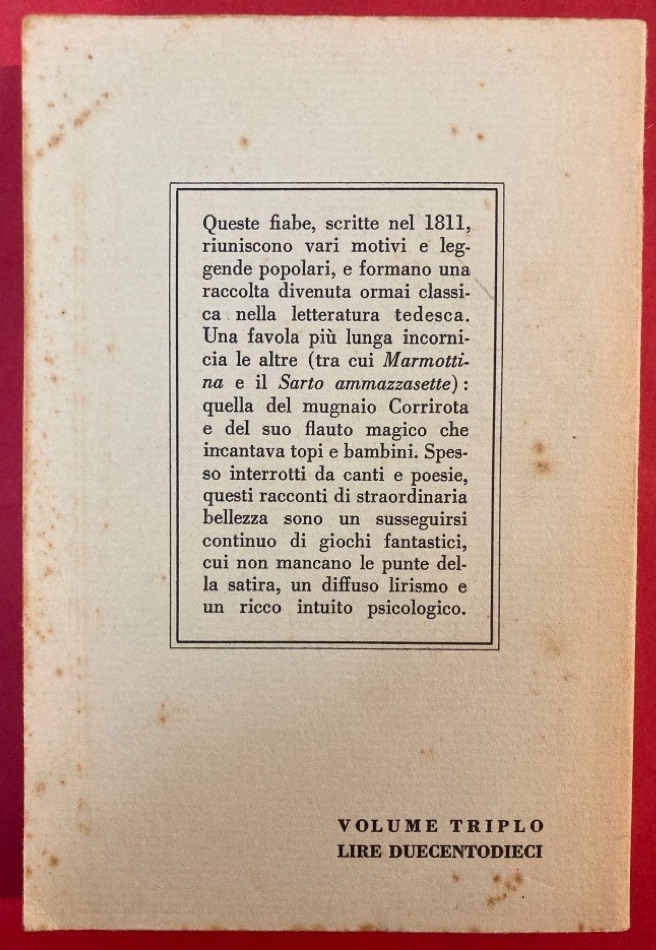 Queste fiabe, scritte nel 1811,
riuniscono vari motivi e leg-
gende popolari, e formano una
raccolta divenuta ormai classi-
ca nella letteratura tedesca.
Una favola più lunga incorni-
cia le altre (tra cui Marmotti-
na e il Sarto ammazzasette):
quella del mugnaio Corrirota
e del suo flauto magico che
incantava topi e bambini. Spes-
so interrotti da canti e poesie,
questi racconti di straordinaria
bellezza sono un susseguirsi
continuo di giochi fantastici,
cui non mancano le punte del-
la satira, un diffuso lirismo e
un ricco intuito psicologico.
VOLUME TRIPLO
LIRE DUECENTODIECI